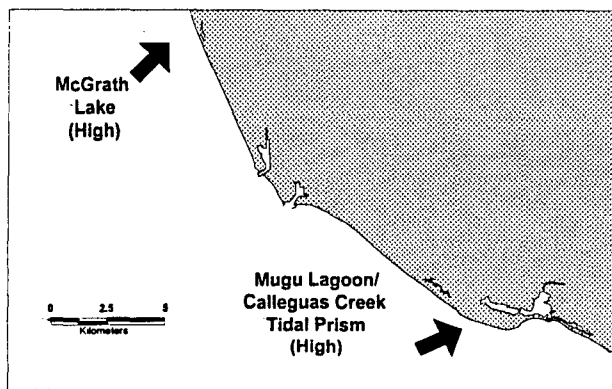 McGrath
Lake
(High)
Mugu Lagoon/
Calleguas Creek
Tidal Prism
(High)
0 2.5 5
Kilometers